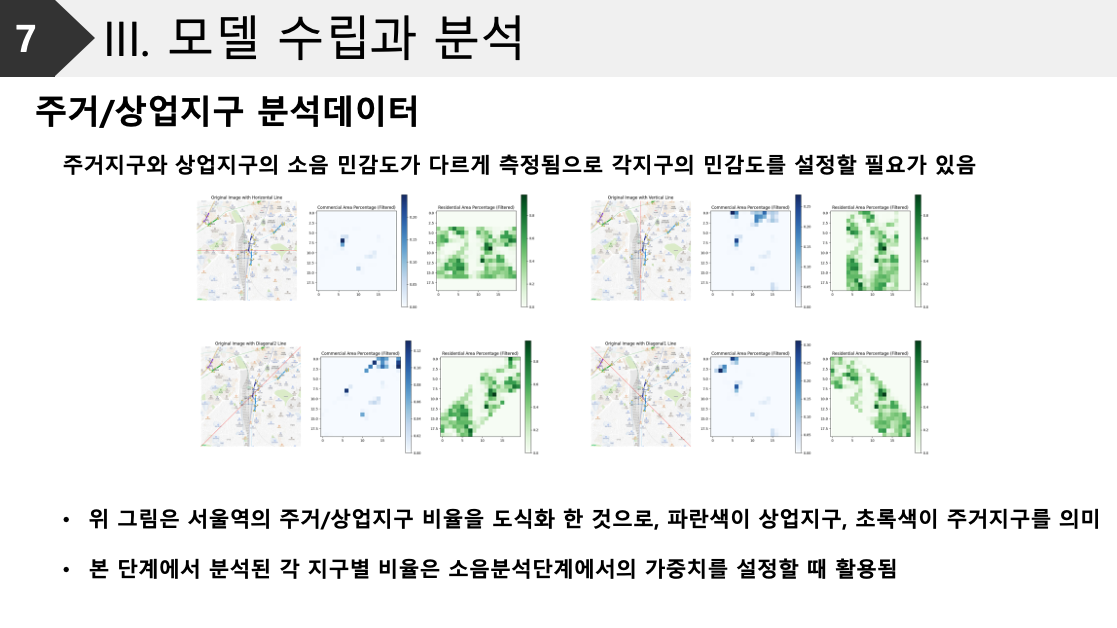 7
III. 모델 수립과 분석
주거/상업지구 분석데이터
주거지구와 상업지구의 소음 민감도가 다르게 측정됨으로 각지구의 민감도를 설정할 필요가 있음
Original Image with Horizontal Line
Commercial Area Percentage (Filtered)
Residential Area Percentage (Filtered)
Original Image with Vertical Line
Commercial Area Percentage (Filtered)
Residential Area Percentage (Filtered)
Original Image with Diagonal2 Line
Commercial Area Percentage (Filtered)
Residential Area Percentage (Filtered)
Original Image with Diagonal1 Line
Commercial Area Percentage (Filtered)
Residential Area Percentage (Filtered)
• 위 그림은 서울역의 주거/상업지구 비율을 도식화 한 것으로, 파란색이 상업지구, 초록색이 주거지구를 의미
• 본 단계에서 분석된 각 지구별 비율은 소음분석단계에서의 가중치를 설정할 때 활용됨